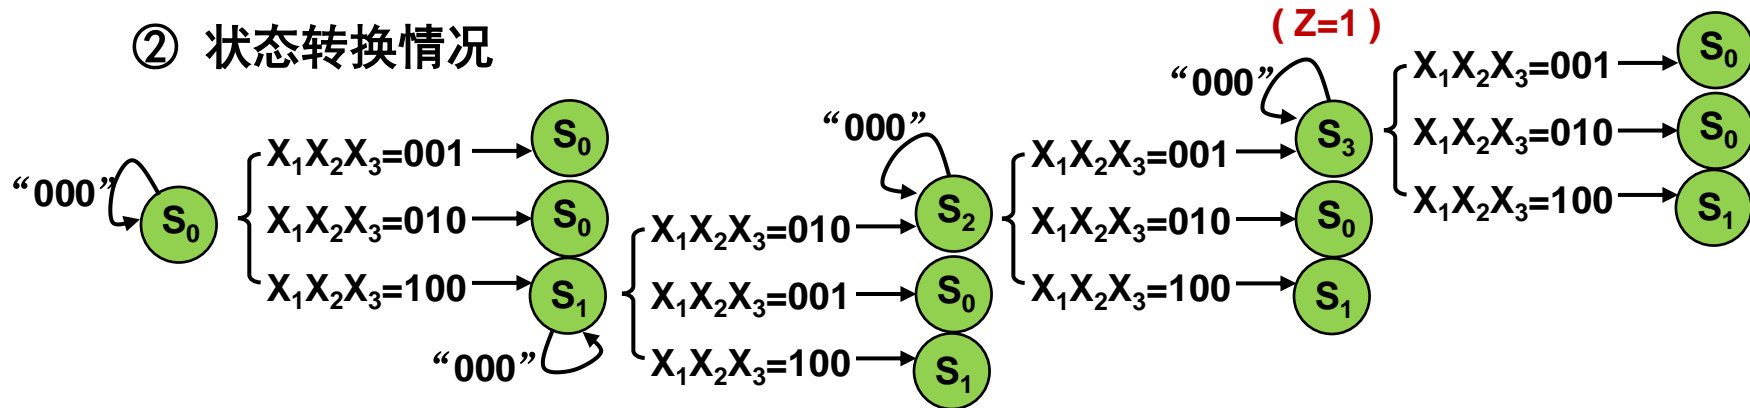 ② 状态转换情况
“000”
S₀
X₁X₂X₃=001
S₀
X₁X₂X₃=010
S₀
X₁X₂X₃=100
S₁
“000”
X₁X₂X₃=010
“000”
S₂
X₁X₂X₃=001
S₀
X₁X₂X₃=100
S₁
X₁X₂X₃=001
( Z=1 )
“000”
S₃
X₁X₂X₃=010
S₀
X₁X₂X₃=100
S₁
X₁X₂X₃=001
S₀
X₁X₂X₃=010
S₀
X₁X₂X₃=100
S₁